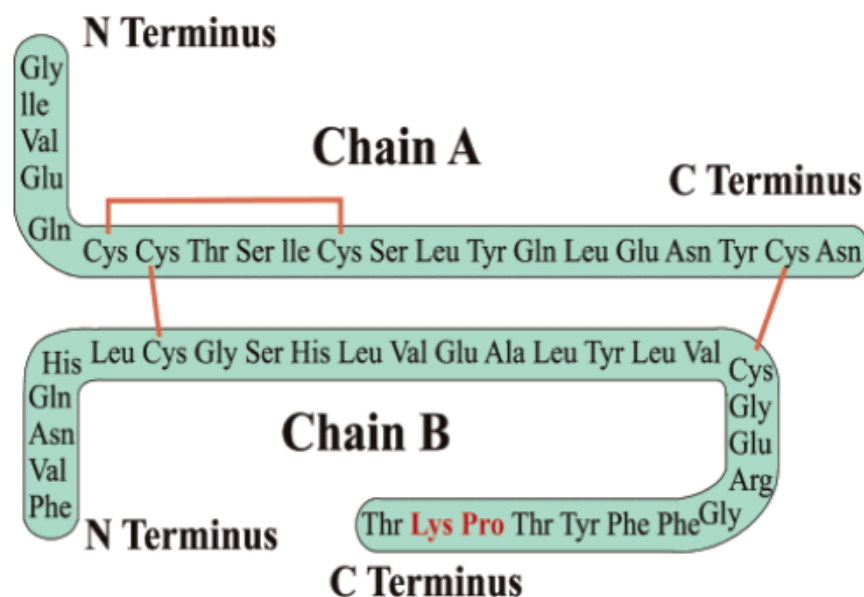 N Terminus
Gly
Ile
Val
Glu
Gln
Chain A
C Terminus
Cys Cys Thr Ser Ile Cys Ser Leu Tyr Gln Leu Glu Asn Tyr Cys Asn
His Leu Cys Gly Ser His Leu Val Glu Ala Leu Tyr Leu Val
Gln
Asn
Val
Phe
Chain B
N Terminus
Cys
Gly
Glu
Arg
Gly
Thr Lys Pro Thr Tyr Phe Phe
C Terminus